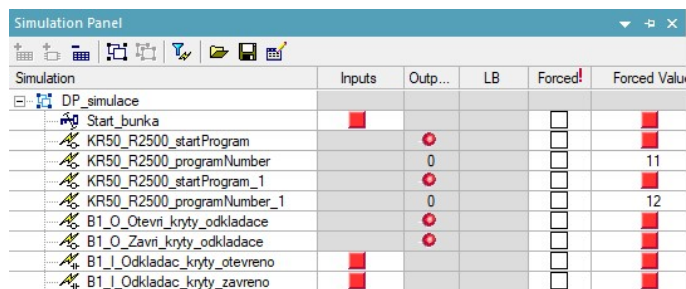 Simulation Panel
Simulation Inputs Outp... LB Forced! Forced Value
DP_simulace
Start_bunka
KR50_R2500_startProgram
KR50_R2500_programNumber 0 11
KR50_R2500_startProgram_1
KR50_R2500_programNumber_1 0 12
B1_O_Otevri_kryty_odkladace
B1_O_Zavri_kryty_odkladace
B1_I_Odkladac_kryty_otevreno
B1_I_Odkladac_kryty_zavreno